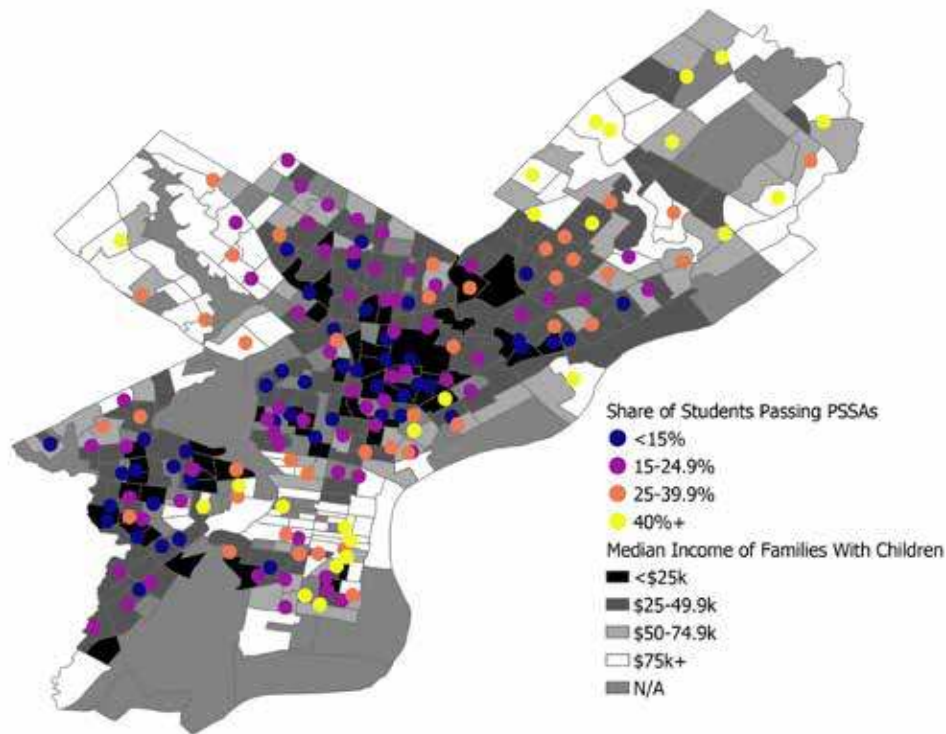 Share of Students Passing PSSAs
<15%
15-24.9%
25-39.9%
40%+
Median Income of Families With Children
<$25k
$25-49.9k
$50-74.9k
$75k+
N/A